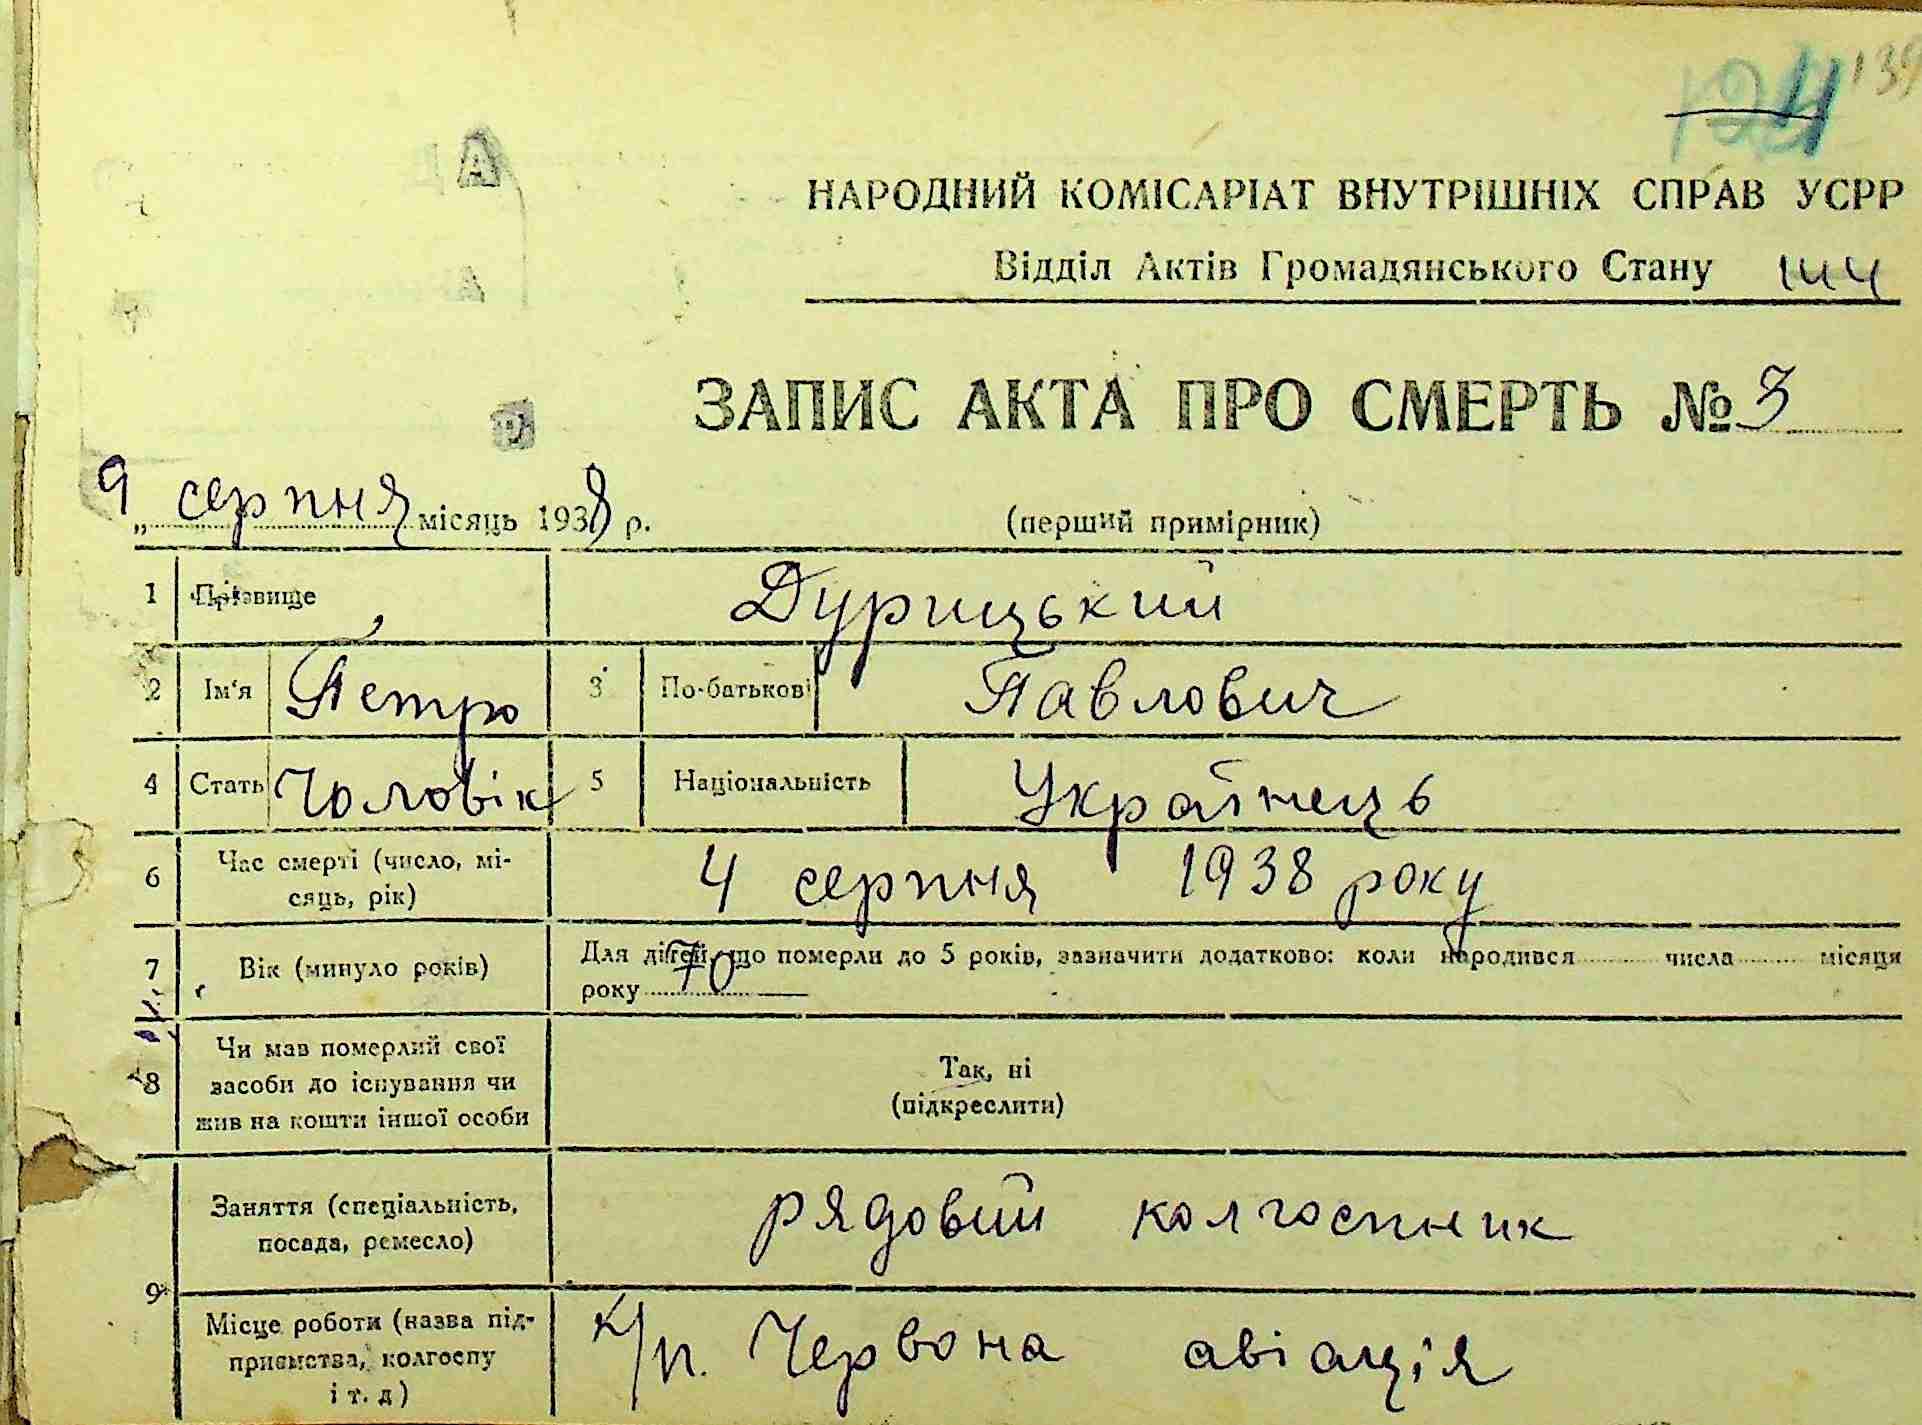 НАРОДНИЙ КОМІСАРІАТ ВНУТРІШНІХ СПРАВ УСРР
Відділ Актів Громадянського Стану
ЗАПИС АКТА ПРО СМЕРТЬ № 3
9 „ серпня місяць 1938 р. (перший примірник)
1 Прізвище Дурицький
2 Ім'я Петро 3 По-батькові Павлович
4 Стать Чоловік 5 Національність Українець
6 Час смерті (число, мі-
сяць, рік) 4 серпня 1938 року
7 Вік (минуло років) 70 Для дітей, що померли до 5 років, зазначити додатково: коли народився числа місяця
року
8 Чи мав померлий свої
засоби до існування чи
жив на кошти іншої особи
Так, ні
(підкреслити)
9 Заняття (спеціальність,
посада, ремесло) рядовий колгоспник
Місце роботи (назва під-
приємства, колгоспу
і т. д) к/п. Червона авіація